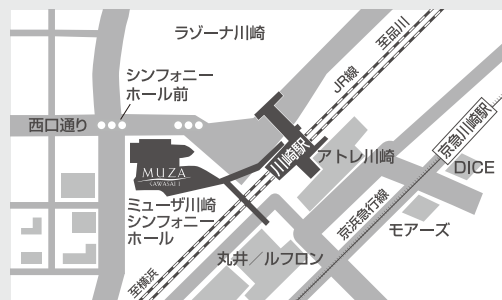 ラゾーナ川崎
至品川
JR線
シンフォニー
ホール前
西口通り
京急川崎駅
川崎駅
アトレ川崎
DICE
MUZA
KAWASAKI
ミューザ川崎
シンフォニー
ホール
京浜急行線
モアーズ
丸井／ルフロン
至横浜